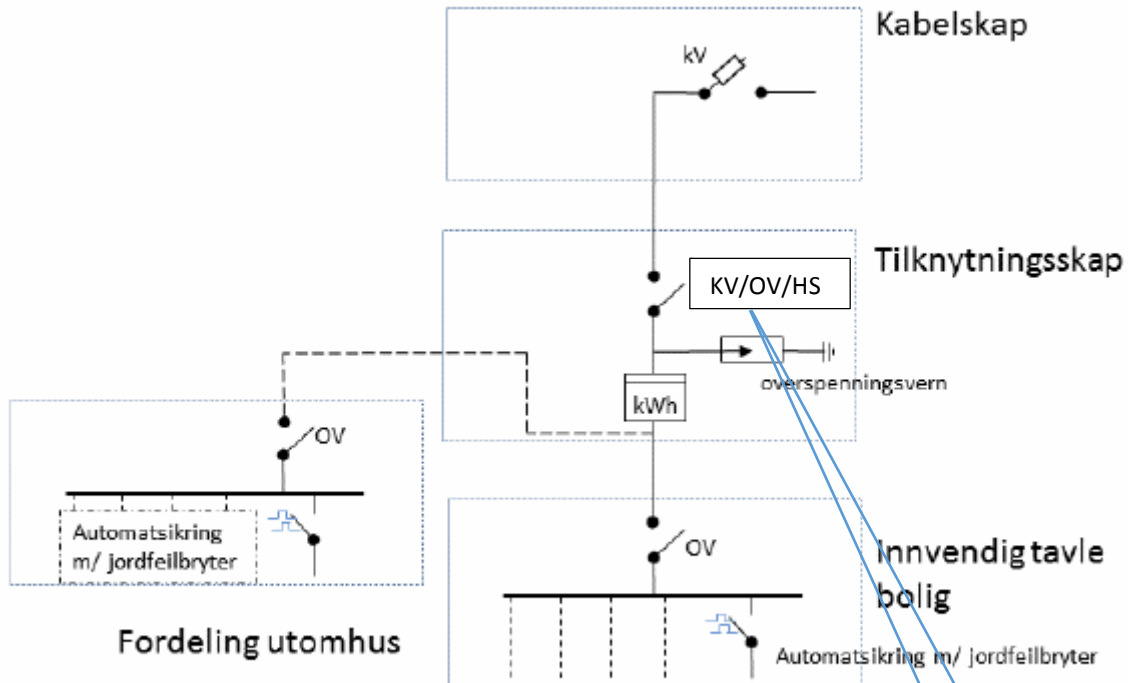 Kabelskap
kV
Tilknytningsskap
KV/OV/HS
overspenningsvern
kWh
OV
Automatsikring
m/ jordfeilbryter
Fordeling utomhus
OV
Innvendig tavle
bolig
Automatsikring m/ jordfeilbryter